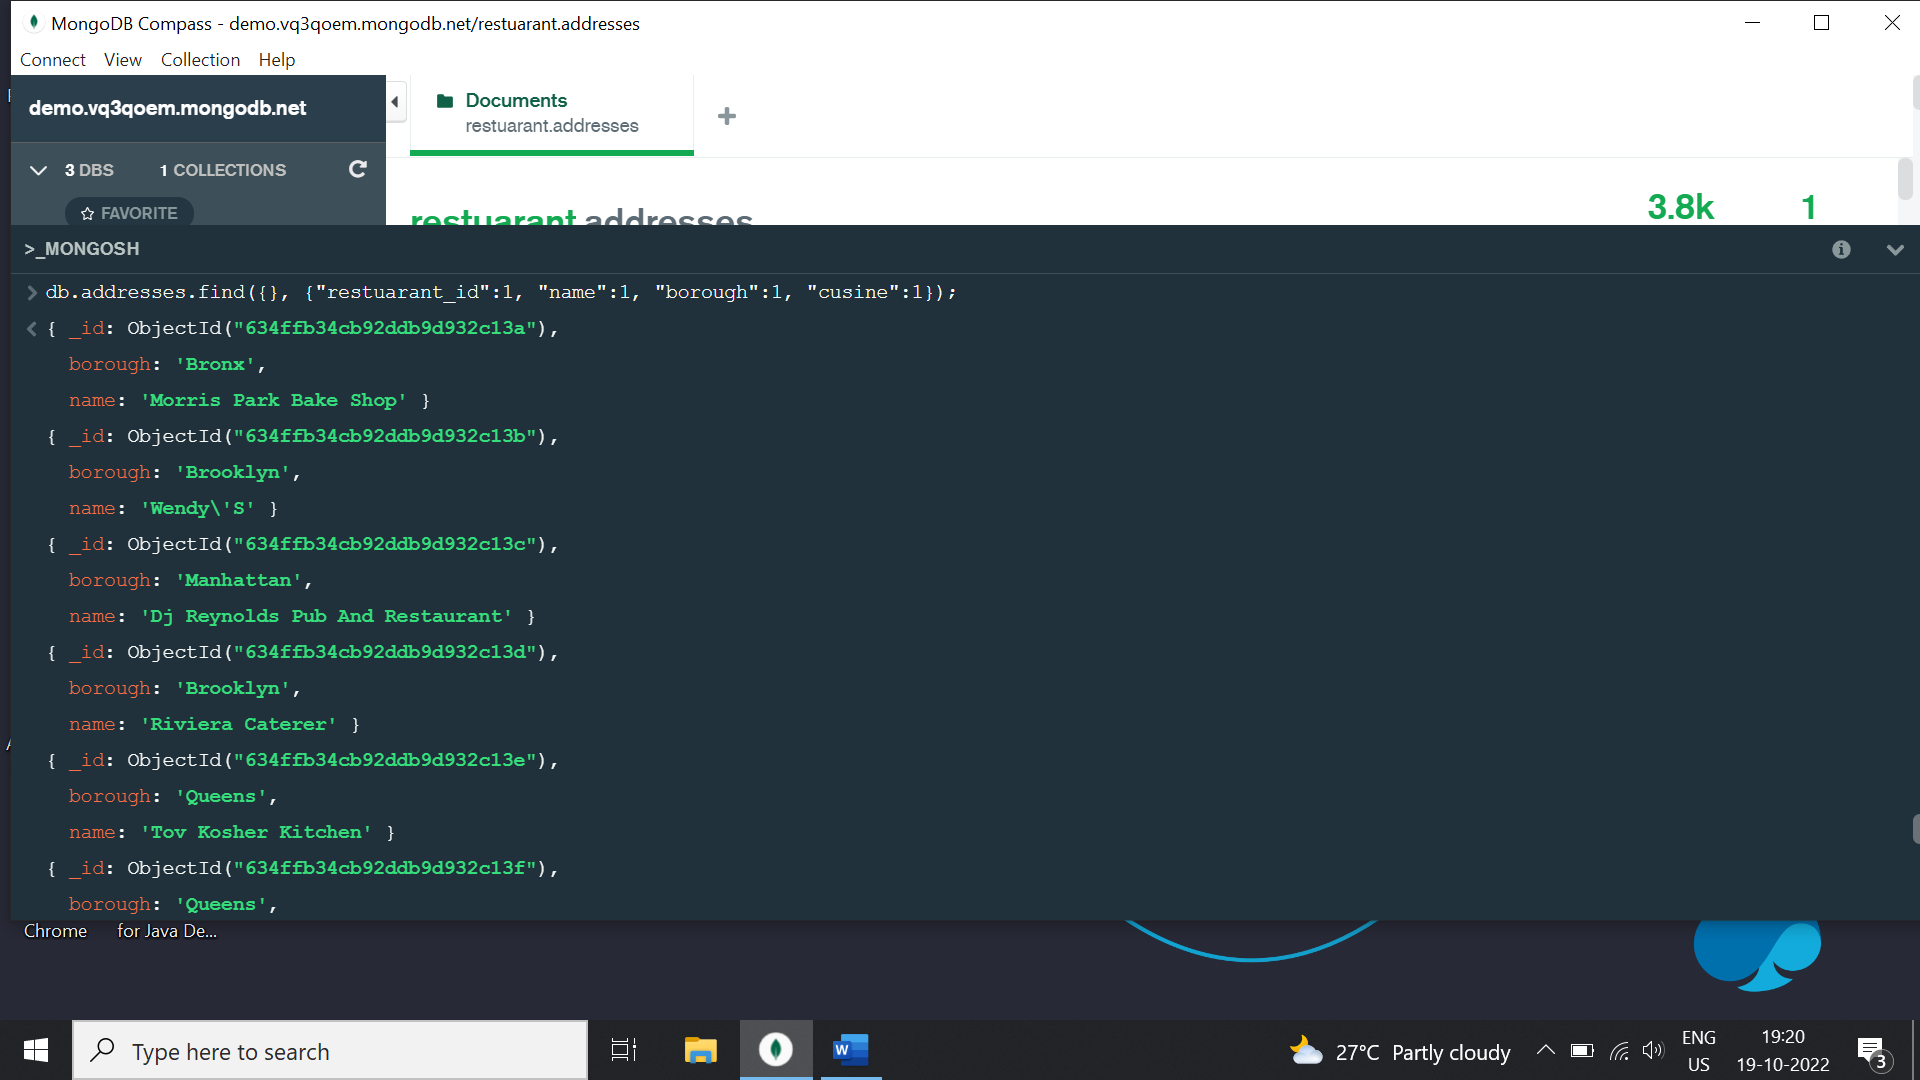 MongoDB Compass - demo.vq3qoem.mongodb.net/restuarant.addresses
Connect View Collection Help
demo.vq3qoem.mongodb.net
Documents
restuarant.addresses
3 DBS 1 COLLECTIONS
FAVORITE
restuarant.addresses
3.8k 1
>_MONGOSH
db.addresses.find({}, {"restuarant_id":1, "name":1, "borough":1, "cusine":1});
{ _id: ObjectId("634ffb34cb92ddb9d932c13a"),
borough: 'Bronx',
name: 'Morris Park Bake Shop' }
{ _id: ObjectId("634ffb34cb92ddb9d932c13b"),
borough: 'Brooklyn',
name: 'Wendy\'S' }
{ _id: ObjectId("634ffb34cb92ddb9d932c13c"),
borough: 'Manhattan',
name: 'Dj Reynolds Pub And Restaurant' }
{ _id: ObjectId("634ffb34cb92ddb9d932c13d"),
borough: 'Brooklyn',
name: 'Riviera Caterer' }
{ _id: ObjectId("634ffb34cb92ddb9d932c13e"),
borough: 'Queens',
name: 'Tov Kosher Kitchen' }
{ _id: ObjectId("634ffb34cb92ddb9d932c13f"),
borough: 'Queens',
Chrome for Java De...
Type here to search
W
27°C Partly cloudy
ENG
US
19:20
19-10-2022
3